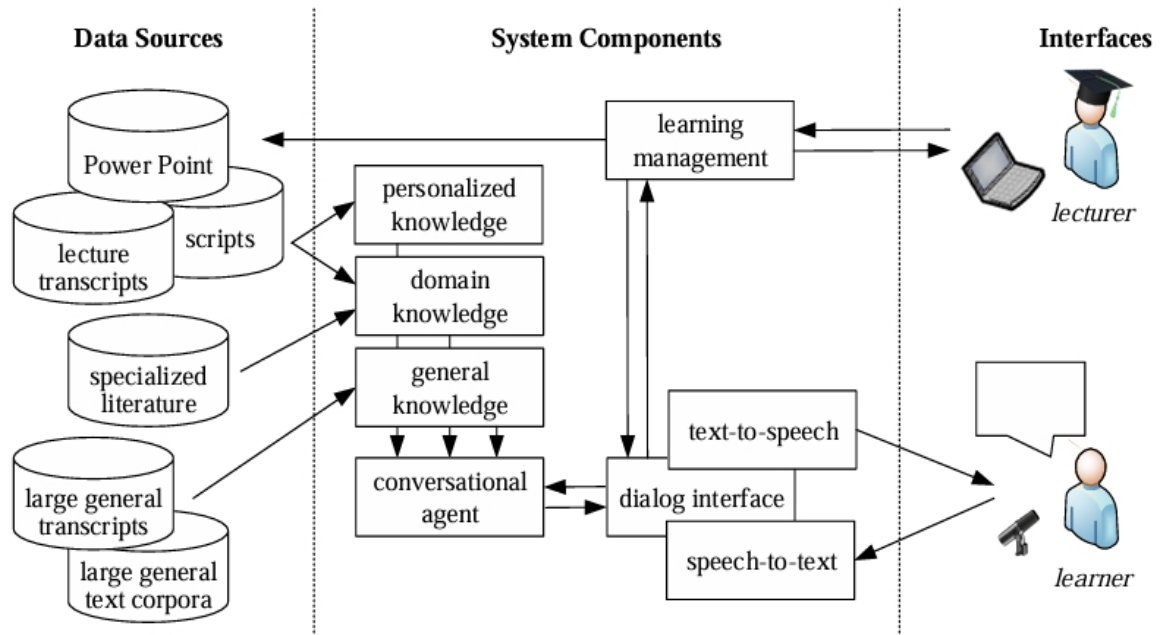 Data Sources
System Components
Interfaces
Power Point
scripts
lecture
transcripts
specialized
literature
large general
transcripts
large general
text corpora
personalized
knowledge
domain
knowledge
general
knowledge
conversational
agent
learning
management
text-to-speech
dialog interface
speech-to-text
lecturer
learner